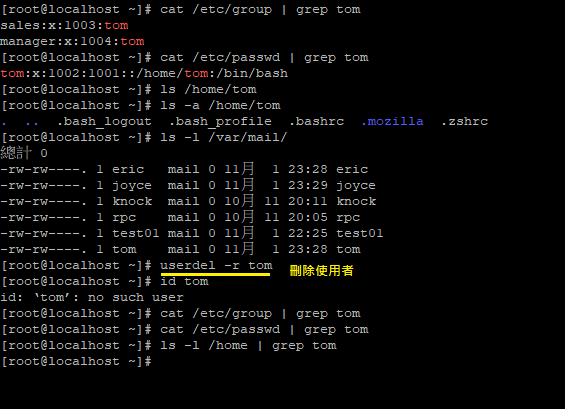 [root@localhost ~]# cat /etc/group | grep tom
sales:x:1003:tom
manager:x:1004:tom
[root@localhost ~]# cat /etc/passwd | grep tom
tom:x:1002:1001::/home/tom:/bin/bash
[root@localhost ~]# ls /home/tom
[root@localhost ~]# ls -a /home/tom
.  ..  .bash_logout  .bash_profile  .bashrc  .mozilla  .zshrc
[root@localhost ~]# ls -l /var/mail/
總計 0
-rw-rw----. 1 eric   mail 0 11月  1 23:28 eric
-rw-rw----. 1 joyce  mail 0 11月  1 23:29 joyce
-rw-rw----. 1 knock  mail 0 10月 11 20:11 knock
-rw-rw----. 1 rpc    mail 0 10月 11 20:05 rpc
-rw-rw----. 1 test01 mail 0 11月  1 22:25 test01
-rw-rw----. 1 tom    mail 0 11月  1 23:28 tom
[root@localhost ~]# userdel -r tom 刪除使用者
[root@localhost ~]# id tom
id: ‘tom’: no such user
[root@localhost ~]# cat /etc/group | grep tom
[root@localhost ~]# cat /etc/passwd | grep tom
[root@localhost ~]# ls -l /home | grep tom
[root@localhost ~]#